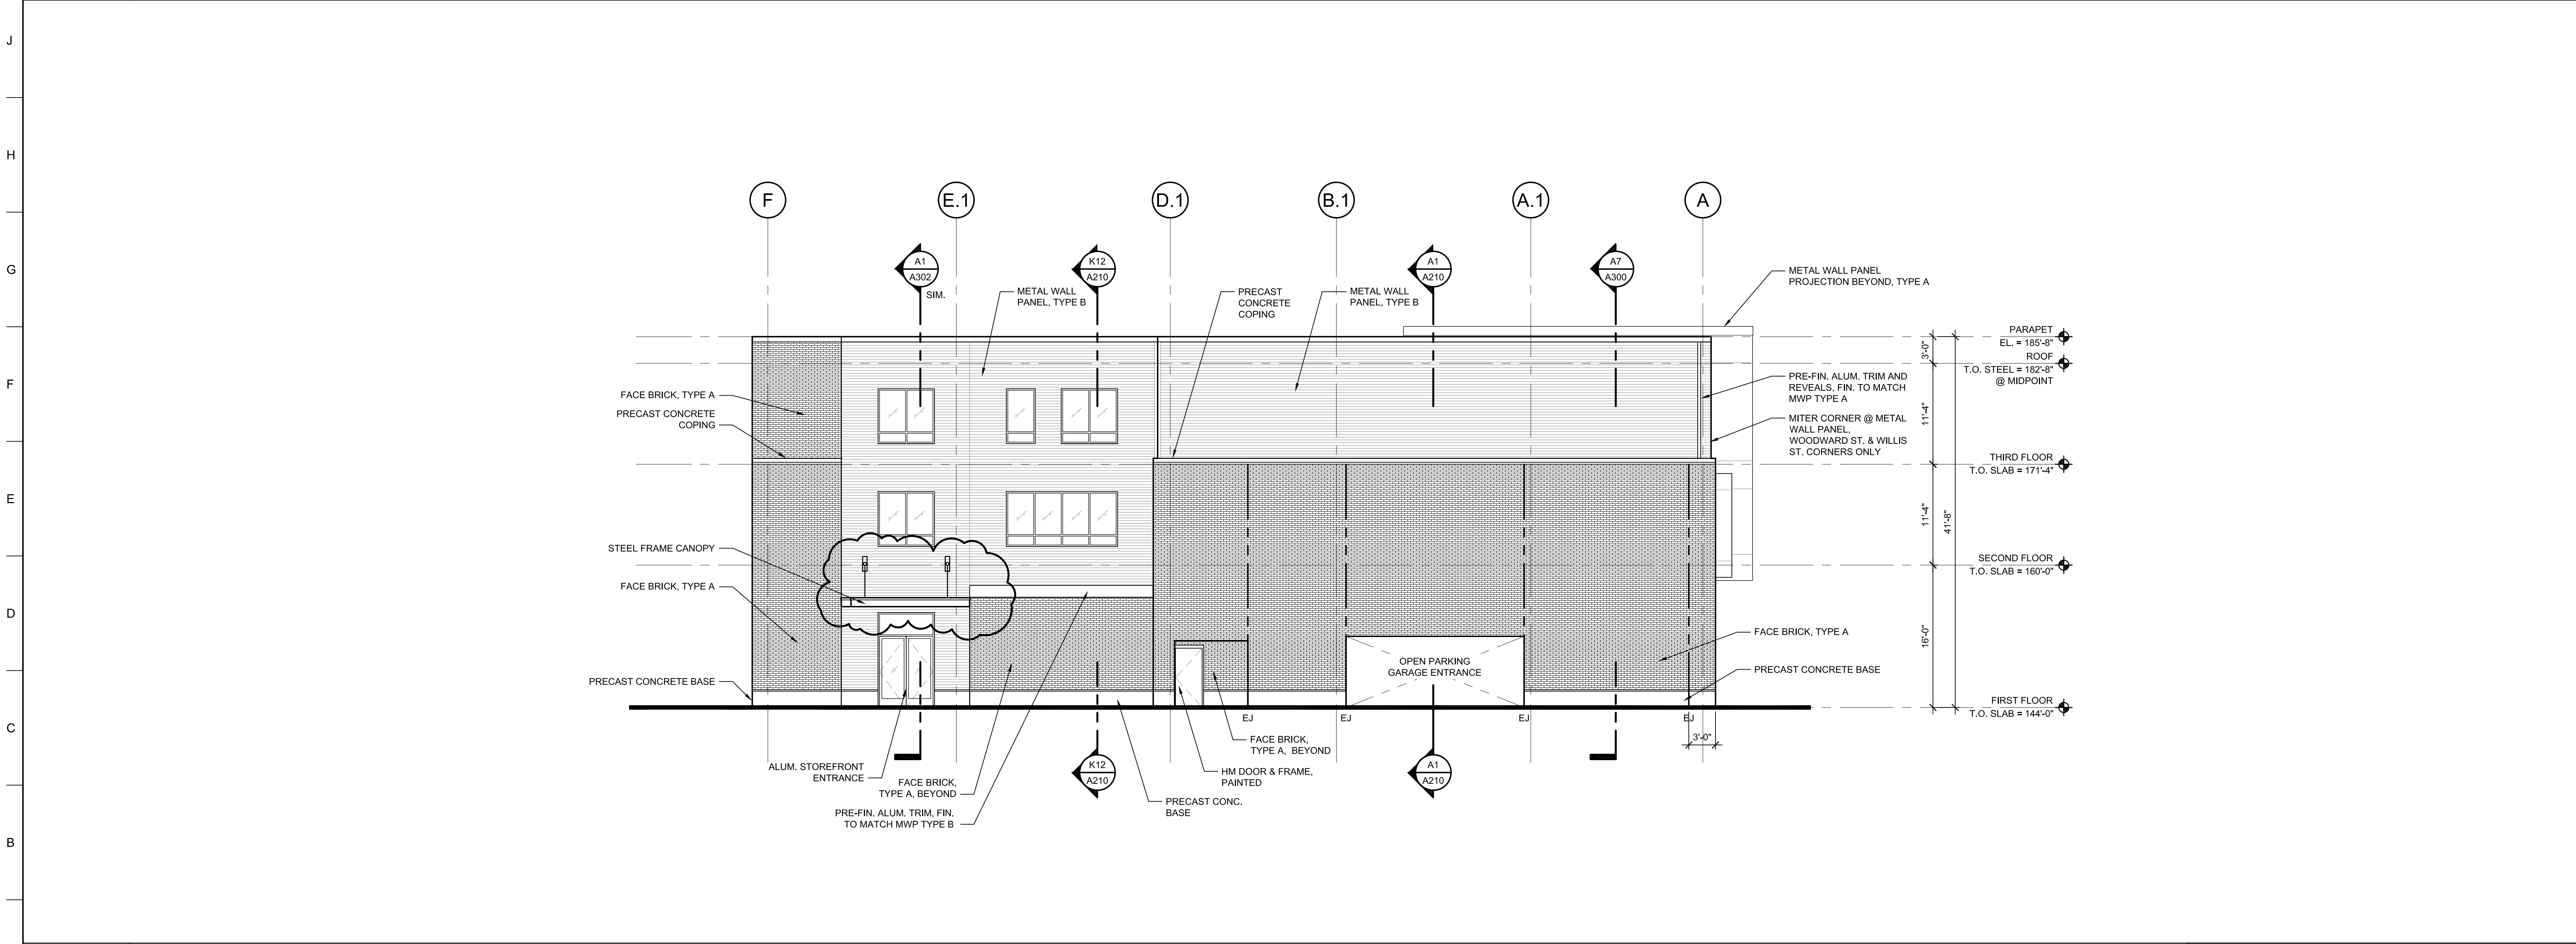 J
H
G
F
E
D
C
B
F
E.1
D.1
B.1
A.1
A
A1
A302
SIM.
K12
A210
A1
A210
A7
A300
METAL WALL
PANEL, TYPE B
PRECAST
CONCRETE
COPING
METAL WALL
PANEL, TYPE B
METAL WALL PANEL
PROJECTION BEYOND, TYPE A
PARAPET
EL. = 185'-8"
ROOF
T.O. STEEL = 182'-8"
@ MIDPOINT
3'-0"
FACE BRICK, TYPE A
PRECAST CONCRETE
COPING
PRE-FIN. ALUM. TRIM AND
REVEALS, FIN. TO MATCH
MWP TYPE A
MITER CORNER @ METAL
WALL PANEL,
WOODWARD ST. & WILLIS
ST. CORNERS ONLY
11'-4"
THIRD FLOOR
T.O. SLAB = 171'-4"
11'-4"
41'-8"
STEEL FRAME CANOPY
FACE BRICK, TYPE A
SECOND FLOOR
T.O. SLAB = 160'-0"
16'-0"
FACE BRICK, TYPE A
OPEN PARKING
GARAGE ENTRANCE
PRECAST CONCRETE BASE
PRECAST CONCRETE BASE
FIRST FLOOR
T.O. SLAB = 144'-0"
EJ
EJ
EJ
EJ
3'-0"
FACE BRICK,
TYPE A, BEYOND
HM DOOR & FRAME,
PAINTED
ALUM. STOREFRONT
ENTRANCE
FACE BRICK,
TYPE A, BEYOND
K12
A210
A1
A210
PRECAST CONC.
BASE
PRE-FIN. ALUM. TRIM, FIN.
TO MATCH MWP TYPE B